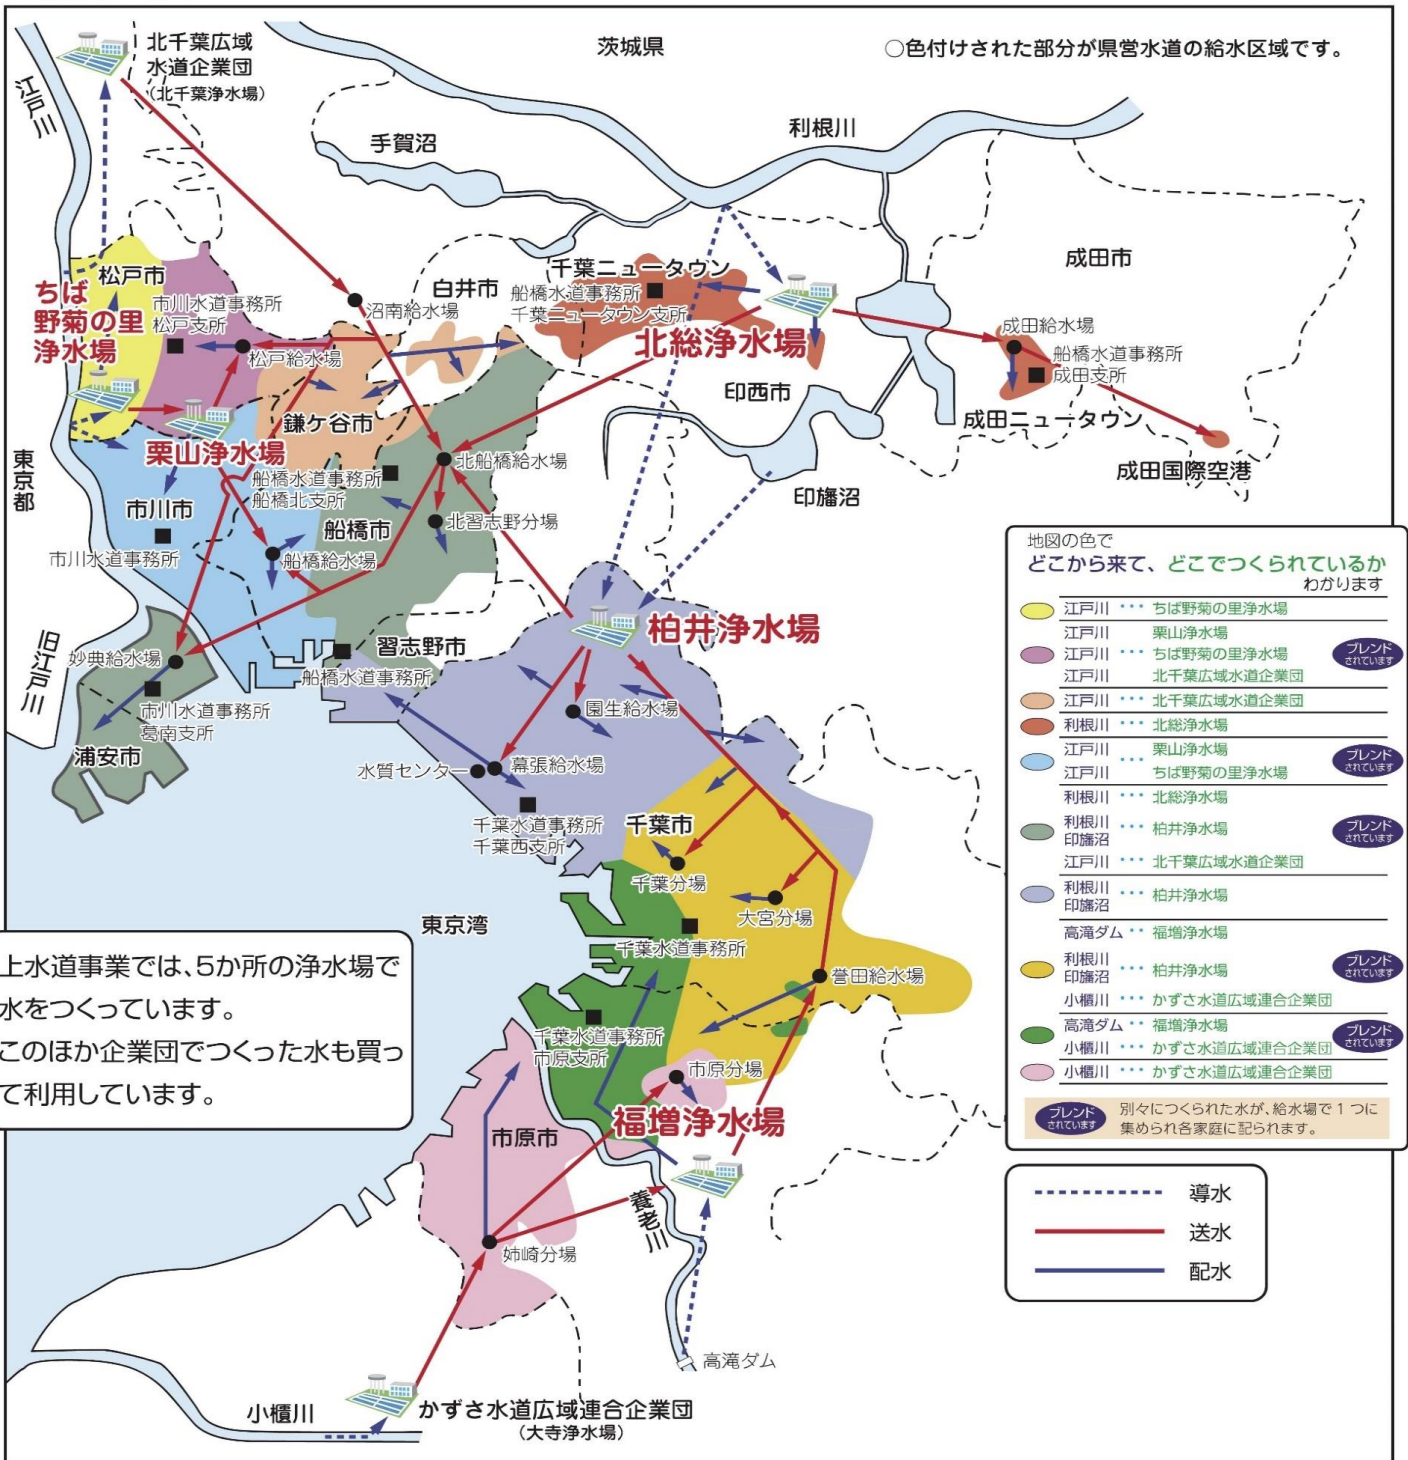 北千葉広域
水道企業団
(北千葉浄水場)
茨城県
○色付けされた部分が県営水道の給水区域です。
江戸川
手賀沼
利根川
松戸市
ちば
野菊の里
浄水場
市川水道事務所
松戸支所
松戸給水場
沼南給水場
白井市
千葉ニュータウン
船橋水道事務所
千葉ニュータウン支所
北総浄水場
成田市
成田給水場
船橋水道事務所
成田支所
印西市
成田ニュータウン
成田国際空港
印旛沼
東京都
栗山浄水場
鎌ケ谷市
船橋水道事務所
船橋北支所
北船橋給水場
市川市
市川水道事務所
船橋市
北習志野分場
船橋給水場
旧江戸川
妙典給水場
市川水道事務所
葛南支所
浦安市
習志野市
船橋水道事務所
柏井浄水場
園生給水場
水質センター
幕張給水場
千葉水道事務所
千葉西支所
千葉市
千葉分場
大宮分場
東京湾
千葉水道事務所
誉田給水場
千葉水道事務所
市原支所
市原分場
福増浄水場
市原市
養老川
姉崎分場
高滝ダム
小櫃川
かずさ水道広域連合企業団
(大寺浄水場)
上水道事業では、5か所の浄水場で
水をつくっています。
このほか企業団でつくった水も買っ
て利用しています。
地図の色で
どこから来て、どこでつくられているか
わかります
江戸川 ･･･ ちば野菊の里浄水場
江戸川 栗山浄水場
江戸川 ･･･ ちば野菊の里浄水場
江戸川 北千葉広域水道企業団
ブレンド
されています
江戸川 ･･･ 北千葉広域水道企業団
利根川 ･･･ 北総浄水場
江戸川 栗山浄水場
･･･
江戸川 ちば野菊の里浄水場
ブレンド
されています
利根川 ･･･ 北総浄水場
利根川
印旛沼 ･･･ 柏井浄水場
江戸川 ･･･ 北千葉広域水道企業団
ブレンド
されています
利根川
印旛沼 ･･･ 柏井浄水場
高滝ダム ･･ 福増浄水場
利根川
印旛沼 ･･･ 柏井浄水場
小櫃川 ･･･ かずさ水道広域連合企業団
ブレンド
されています
高滝ダム ･･ 福増浄水場
小櫃川 ･･･ かずさ水道広域連合企業団
ブレンド
されています
小櫃川 ･･･ かずさ水道広域連合企業団
ブレンド
されています
別々につくられた水が、給水場で1つに
集められ各家庭に配られます。
導水
送水
配水